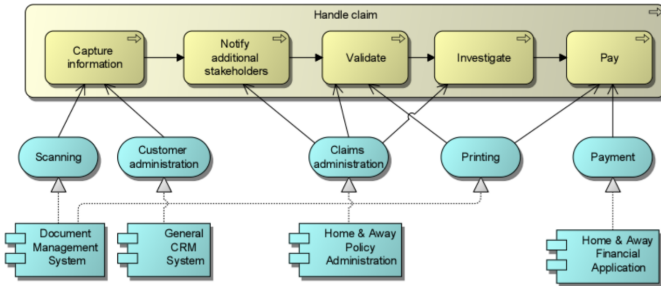 Handle claim
Capture
information
Notify
additional
stakeholders
Validate
Investigate
Pay
Scanning
Customer
administration
Claims
administration
Printing
Payment
Document
Management
System
General
CRM
System
Home & Away
Policy
Administration
Home & Away
Financial
Application